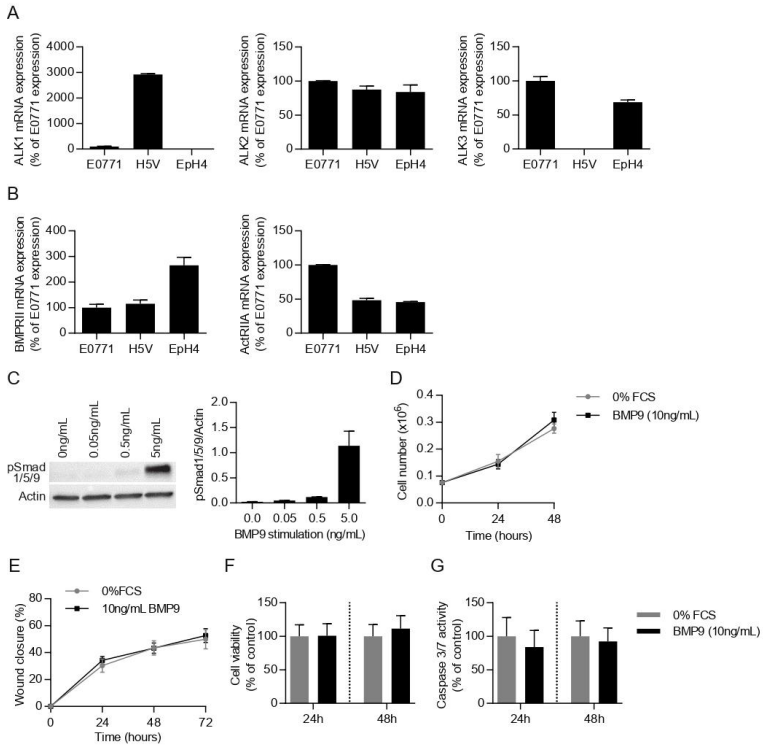 A
ALK1 mRNA expression
(% of E0771 expression)
4000
3000
2000
1000
0
E0771 H5V EpH4
ALK2 mRNA expression
(% of E0771 expression)
150
100
50
0
E0771 H5V EpH4
ALK3 mRNA expression
(% of E0771 expression)
150
100
50
0
E0771 H5V EpH4
B
BMPRII mRNA expression
(% of E0771 expression)
400
300
200
100
0
E0771 H5V EpH4
ActRIIA mRNA expression
(% of E0771 expression)
150
100
50
0
E0771 H5V EpH4
C
0ng/mL
0.05ng/mL
0.5ng/mL
5ng/mL
pSmad
1/5/9
Actin
pSmad1/5/9/Actin
2.0
1.5
1.0
0.5
0.0
0.0 0.05 0.5 5.0
BMP9 stimulation (ng/mL)
D
0% FCS
BMP9 (10ng/mL)
Cell number (x10⁶)
0.4
0.3
0.2
0.1
0
0 24 48
Time (hours)
E
0%FCS
10ng/mL BMP9
Wound closure (%)
80
60
40
20
0
0 24 48 72
Time (hours)
F
Cell viability
(% of control)
150
100
50
0
24h 48h
G
Caspase 3/7 activity
(% of control)
150
100
50
0
24h 48h
0% FCS
BMP9 (10ng/mL)